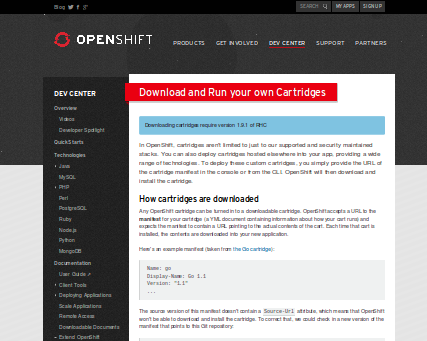 Blog
SEARCH MY APPS SIGN UP
OPENSHIFT
PRODUCTS GET INVOLVED DEV CENTER SUPPORT PARTNERS
DEV CENTER
Overview
Videos
Developer Spotlight
QuickStarts
Technologies
Java
MySQL
PHP
Perl
PostgreSQL
Ruby
Node.js
Python
MongoDB
Documentation
User Guide
Client Tools
Deploying Applications
Scale Applications
Remote Access
Downloadable Documents
Extend OpenShift
Download and Run your own Cartridges
Downloading cartridges require version 1.9.1 of RHC
In OpenShift, cartridges aren't limited to just to our supported and security maintained
stacks. You can also deploy cartridges hosted elsewhere into your app, providing a wide
range of technologies. To deploy these custom cartridges, you simply provide the URL of
the cartridge manifest in the console or from the CLI. OpenShift will then download and
install the cartridge.
How cartridges are downloaded
Any OpenShift cartridge can be turned in to a downloadable cartridge. OpenShift accepts a URL to the
manifest for your cartridge (a YML document containing information about how your cart runs) and
expects the manifest to contain a URL pointing to the actual contents of the cart. Each time that cart is
installed, the contents are downloaded into your new application.
Here's an example manifest (taken from the Go cartridge):
Name: go
Display-Name: Go 1.1
Version: "1.1"
...
The source version of this manifest doesn't contain a Source-Url attribute, which means that OpenShift
won't be able to download and install the cartridge. To correct that, we could check in a new version of the
manifest that points to this Git repository: